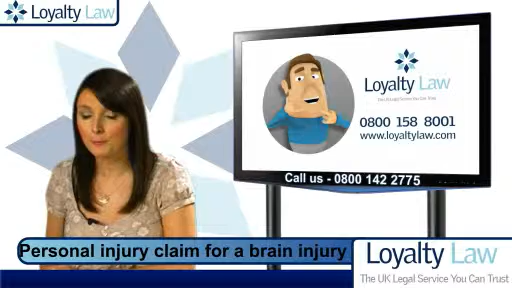 Loyalty Law
Loyalty Law
The UK Legal Service You Can Trust
0800 158 8001
www.loyaltylaw.com
Call us - 0800 142 2775
Personal injury claim for a brain injury
Loyalty Law
The UK Legal Service You Can Trust